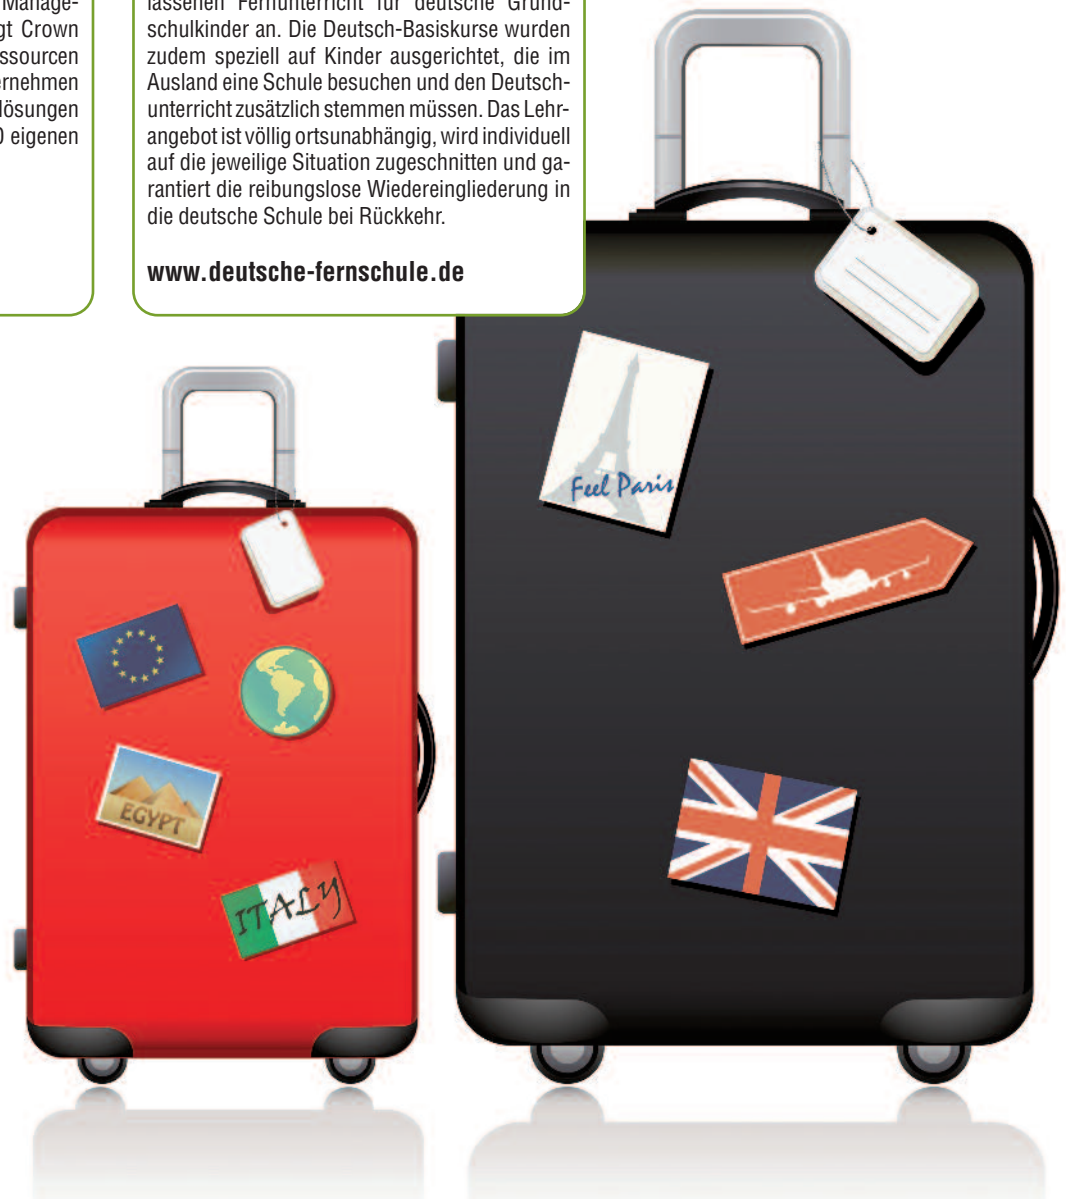 Manage-
gt Crown
ssourcen
ernehmen
lösungen
0 eigenen
lassenen Fernunterricht für deutsche Grund-
schulkinder an. Die Deutsch-Basiskurse wurden
zudem speziell auf Kinder ausgerichtet, die im
Ausland eine Schule besuchen und den Deutsch-
unterricht zusätzlich stemmen müssen. Das Lehr-
angebot ist völlig ortsunabhängig, wird individuell
auf die jeweilige Situation zugeschnitten und ga-
rantiert die reibungslose Wiedereingliederung in
die deutsche Schule bei Rückkehr.
www.deutsche-fernschule.de
Feel Paris
EGYPT
ITALY